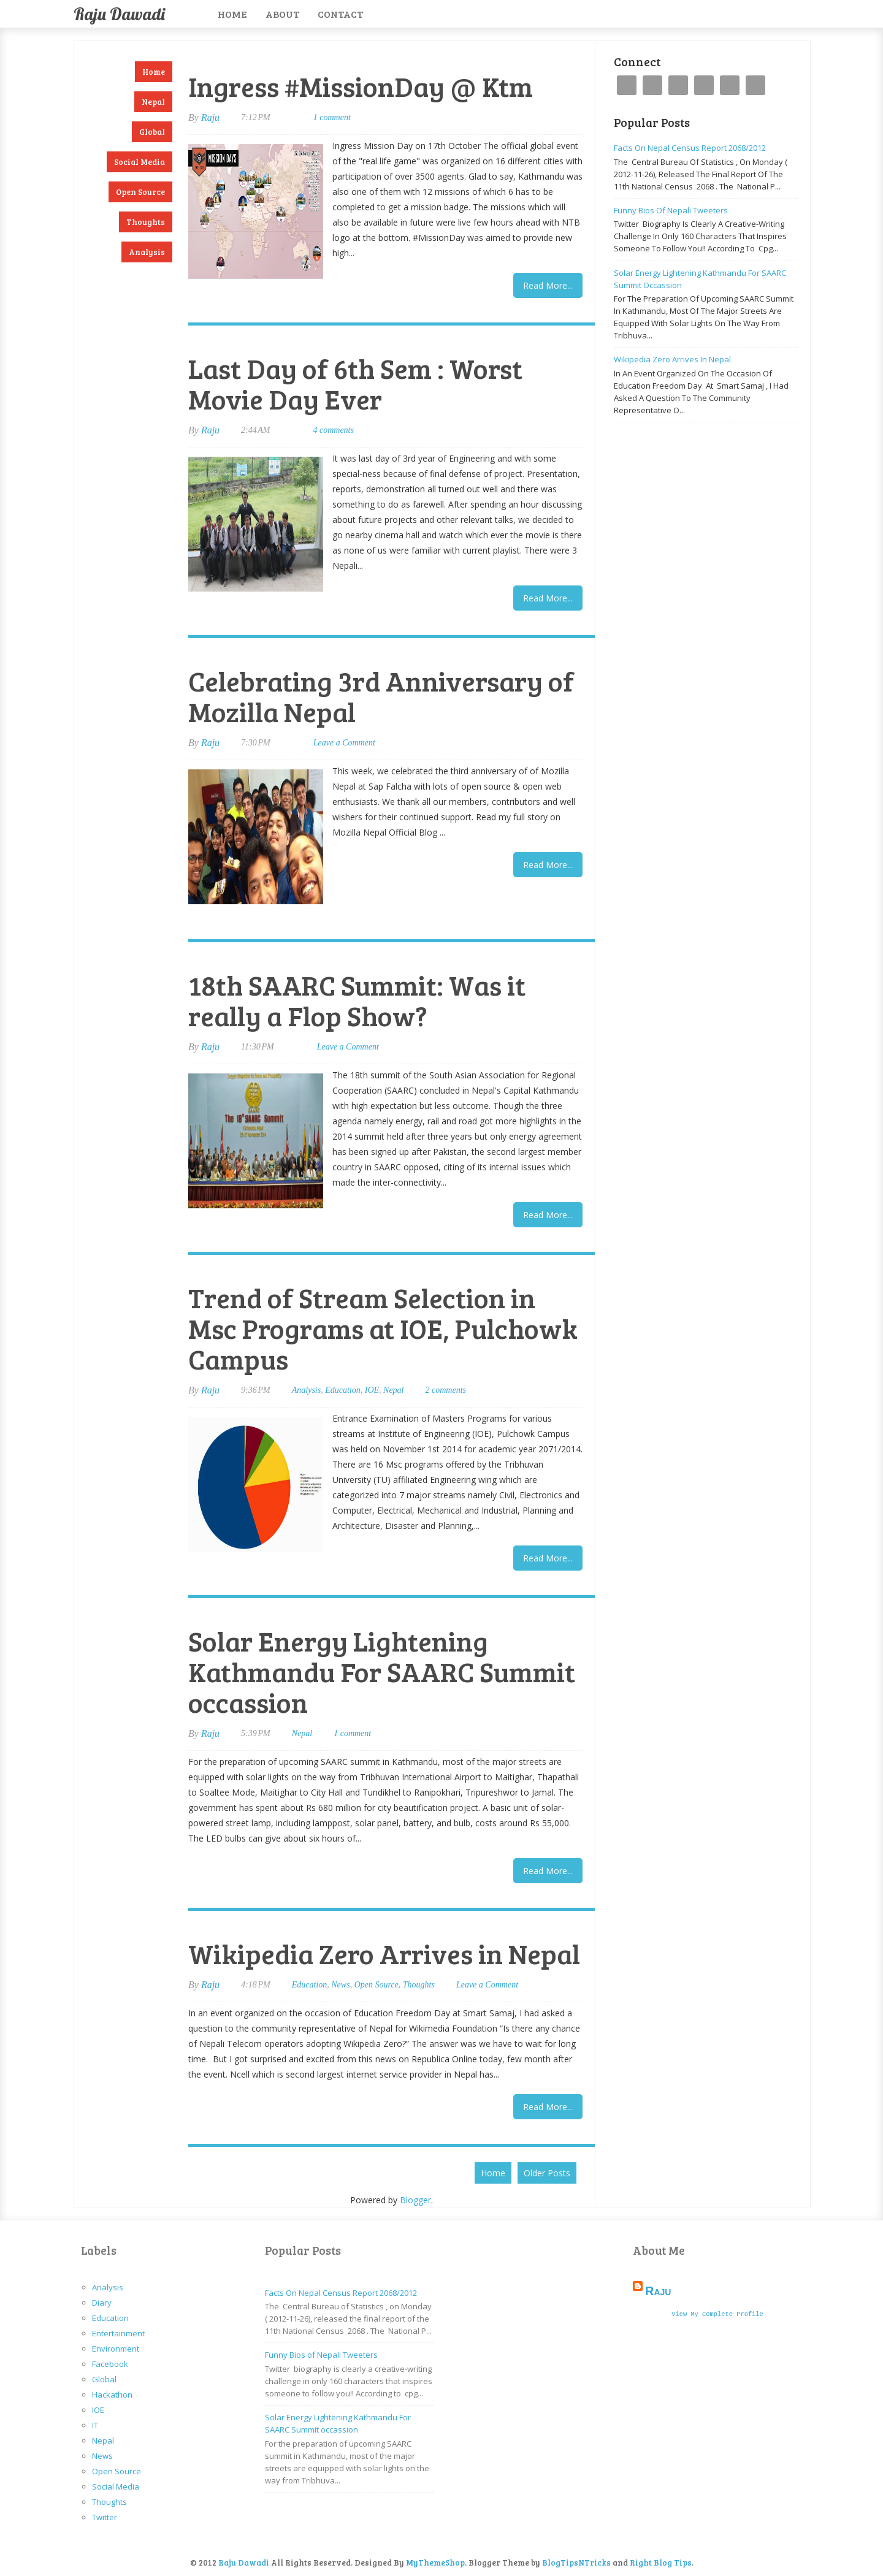 Raju Dawadi
HOME ABOUT CONTACT
Home
Nepal
Global
Social Media
Open Source
Thoughts
Analysis
Ingress #MissionDay @ Ktm
By Raju 7:12 PM 1 comment
MISSION DAYS
Ingress Mission Day on 17th October The official global event
of the "real life game" was organized on 16 different cities with
participation of over 3500 agents. Glad to say, Kathmandu was
also one of them with 12 missions of which 6 has to be
completed to get a mission badge. The missions which will
also be available in future were live few hours ahead with NTB
logo at the bottom. #MissionDay was aimed to provide new
high...
Read More...
Last Day of 6th Sem : Worst
Movie Day Ever
By Raju 2:44 AM 4 comments
It was last day of 3rd year of Engineering and with some
special-ness because of final defense of project. Presentation,
reports, demonstration all turned out well and there was
something to do as farewell. After spending an hour discussing
about future projects and other relevant talks, we decided to
go nearby cinema hall and watch which ever the movie is there
as none of us were familiar with current playlist. There were 3
Nepali...
Read More...
Celebrating 3rd Anniversary of
Mozilla Nepal
By Raju 7:30 PM Leave a Comment
This week, we celebrated the third anniversary of of Mozilla
Nepal at Sap Falcha with lots of open source & open web
enthusiasts. We thank all our members, contributors and well
wishers for their continued support. Read my full story on
Mozilla Nepal Official Blog ...
Read More...
18th SAARC Summit: Was it
really a Flop Show?
By Raju 11:30 PM Leave a Comment
The 18th Summit
The 18th summit of the South Asian Association for Regional
Cooperation (SAARC) concluded in Nepal's Capital Kathmandu
with high expectation but less outcome. Though the three
agenda namely energy, rail and road got more highlights in the
2014 summit held after three years but only energy agreement
has been signed up after Pakistan, the second largest member
country in SAARC opposed, citing of its internal issues which
made the inter-connectivity...
Read More...
Trend of Stream Selection in
Msc Programs at IOE, Pulchowk
Campus
By Raju 9:36 PM Analysis, Education, IOE, Nepal 2 comments
Entrance Examination of Masters Programs for various
streams at Institute of Engineering (IOE), Pulchowk Campus
was held on November 1st 2014 for academic year 2071/2014.
There are 16 Msc programs offered by the Tribhuvan
University (TU) affiliated Engineering wing which are
categorized into 7 major streams namely Civil, Electronics and
Computer, Electrical, Mechanical and Industrial, Planning and
Architecture, Disaster and Planning,...
Read More...
Solar Energy Lightening
Kathmandu For SAARC Summit
occassion
By Raju 5:39 PM Nepal 1 comment
For the preparation of upcoming SAARC summit in Kathmandu, most of the major streets are
equipped with solar lights on the way from Tribhuvan International Airport to Maitighar, Thapathali
to Soaltee Mode, Maitighar to City Hall and Tundikhel to Ranipokhari, Tripureshwor to Jamal. The
government has spent about Rs 680 million for city beautification project. A basic unit of solar-
powered street lamp, including lamppost, solar panel, battery, and bulb, costs around Rs 55,000.
The LED bulbs can give about six hours of...
Read More...
Wikipedia Zero Arrives in Nepal
By Raju 4:18 PM Education, News, Open Source, Thoughts Leave a Comment
In an event organized on the occasion of Education Freedom Day at Smart Samaj, I had asked a
question to the community representative of Nepal for Wikimedia Foundation “Is there any chance
of Nepali Telecom operators adopting Wikipedia Zero?” The answer was we have to wait for long
time. But I got surprised and excited from this news on Republica Online today, few month after
the event. Ncell which is second largest internet service provider in Nepal has...
Read More...
Home Older Posts
Powered by Blogger.
Connect
Popular Posts
Facts On Nepal Census Report 2068/2012
The Central Bureau Of Statistics , On Monday (
2012-11-26), Released The Final Report Of The
11th National Census 2068 . The National P...
Funny Bios Of Nepali Tweeters
Twitter Biography Is Clearly A Creative-Writing
Challenge In Only 160 Characters That Inspires
Someone To Follow You!! According To Cpg...
Solar Energy Lightening Kathmandu For SAARC
Summit Occassion
For The Preparation Of Upcoming SAARC Summit
In Kathmandu, Most Of The Major Streets Are
Equipped With Solar Lights On The Way From
Tribhuva...
Wikipedia Zero Arrives In Nepal
In An Event Organized On The Occasion Of
Education Freedom Day At Smart Samaj , I Had
Asked A Question To The Community
Representative O...
Labels
Analysis
Diary
Education
Entertainment
Environment
Facebook
Global
Hackathon
IOE
IT
Nepal
News
Open Source
Social Media
Thoughts
Twitter
Popular Posts
Facts On Nepal Census Report 2068/2012
The Central Bureau of Statistics , on Monday
( 2012-11-26), released the final report of the
11th National Census 2068 . The National P...
Funny Bios of Nepali Tweeters
Twitter biography is clearly a creative-writing
challenge in only 160 characters that inspires
someone to follow you!! According to cpg...
Solar Energy Lightening Kathmandu For
SAARC Summit occassion
For the preparation of upcoming SAARC
summit in Kathmandu, most of the major
streets are equipped with solar lights on the
way from Tribhuva...
About Me
Raju
View My Complete Profile
© 2012 Raju Dawadi All Rights Reserved. Designed By MyThemeShop. Blogger Theme by BlogTipsNTricks and Right Blog Tips.